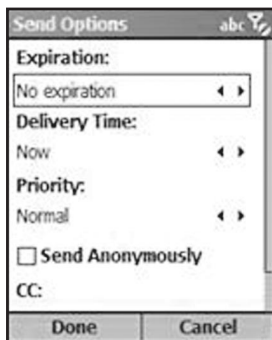 Send Options abc
Expiration:
No expiration
Delivery Time:
Now
Priority:
Normal
Send Anonymously
CC:
Done Cancel